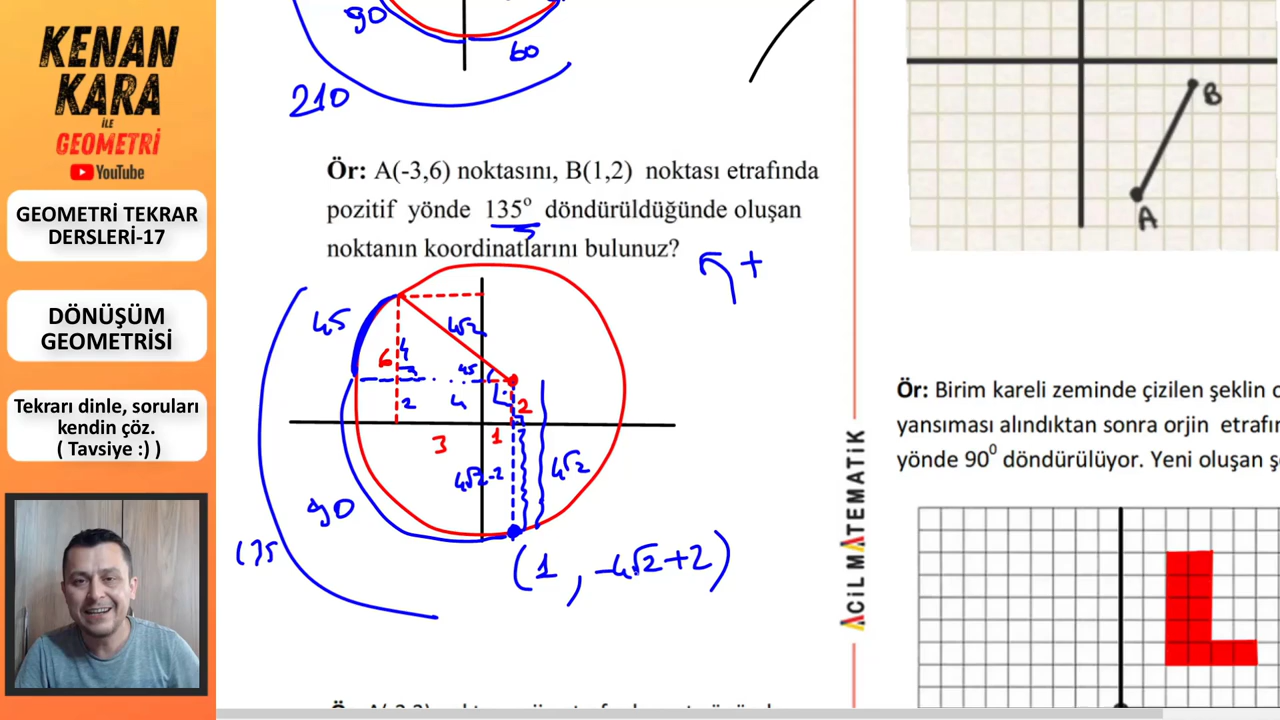 KENAN
KARA
İLE
GEOMETRİ
YouTube
GEOMETRİ TEKRAR
DERSLERİ-17
DÖNÜŞÜM
GEOMETRİSİ
Tekrarı dinle, soruları
kendin çöz.
( Tavsiye :) )
90
60
210
Ör: A(-3,6) noktasını, B(1,2) noktası etrafında
pozitif yönde 135° döndürüldüğünde oluşan
noktanın koordinatlarını bulunuz?
+
45
4√2
6
4
45
2
4
2
3
1
4√2-2
4√2
90
135
(1, -4√2+2)
ACİL MATEMATİK
B
A
Ör: Birim kareli zeminde çizilen şeklin
yansıması alındıktan sonra orjin etrafın
yönde 90⁰ döndürülüyor. Yeni oluşan